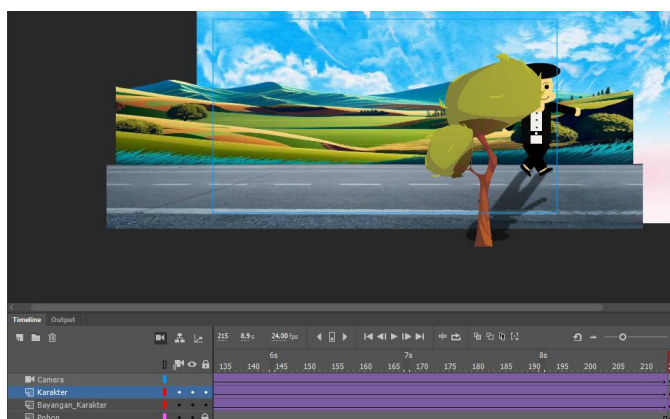 Timeline Output
215 8.9 s 24.00 fps
6s 7s 8s
135 140 145 150 155 160 165 170 175 180 185 190 195 200 205 210
Camera
Karakter
Bayangan_Karakter
Pohon